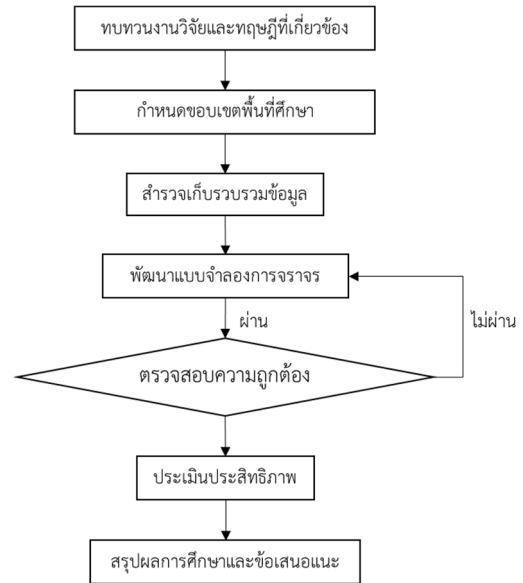 ทบทวนงานวิจัยและทฤษฎีที่เกี่ยวข้อง
กำหนดขอบเขตพื้นที่ศึกษา
สำรวจเก็บรวบรวมข้อมูล
พัฒนาแบบจำลองการจราจร
ผ่าน
ไม่ผ่าน
ตรวจสอบความถูกต้อง
ประเมินประสิทธิภาพ
สรุปผลการศึกษาและข้อเสนอแนะ